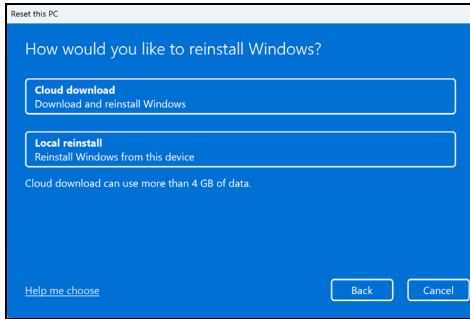 Reset this PC
How would you like to reinstall Windows?
Cloud download
Download and reinstall Windows
Local reinstall
Reinstall Windows from this device
Cloud download can use more than 4 GB of data.
Help me choose
Back
Cancel